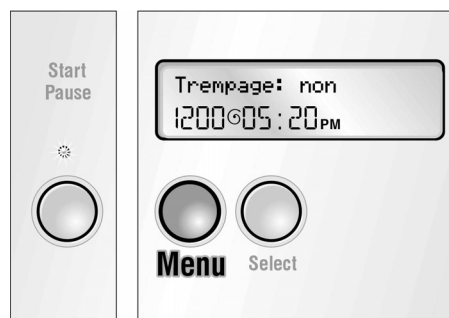 Start
Pause
Trempage: non
1200 05:20PM
Menu
Select